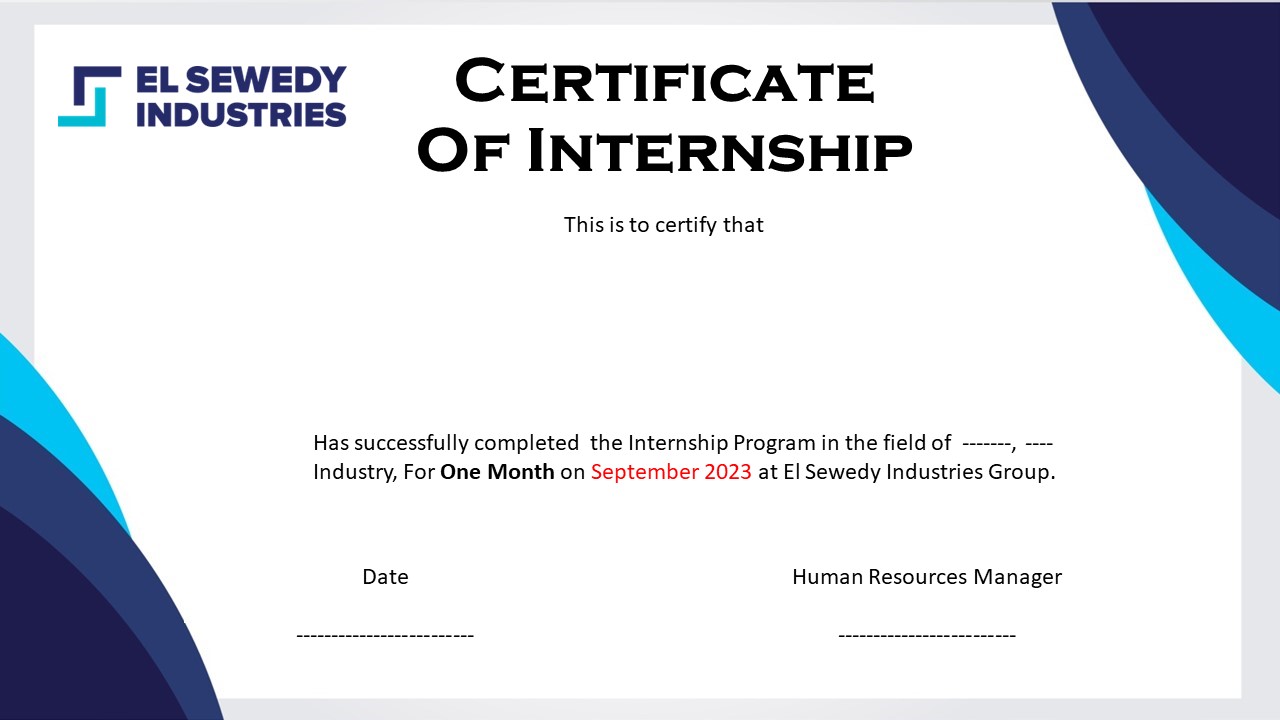 EL SEWEDY
INDUSTRIES
CERTIFICATE
OF INTERNSHIP
This is to certify that
Has successfully completed  the Internship Program in the field of  -------,  ----
Industry, For One Month on September 2023 at El Sewedy Industries Group.
Date
Human Resources Manager
-------------------------
-------------------------